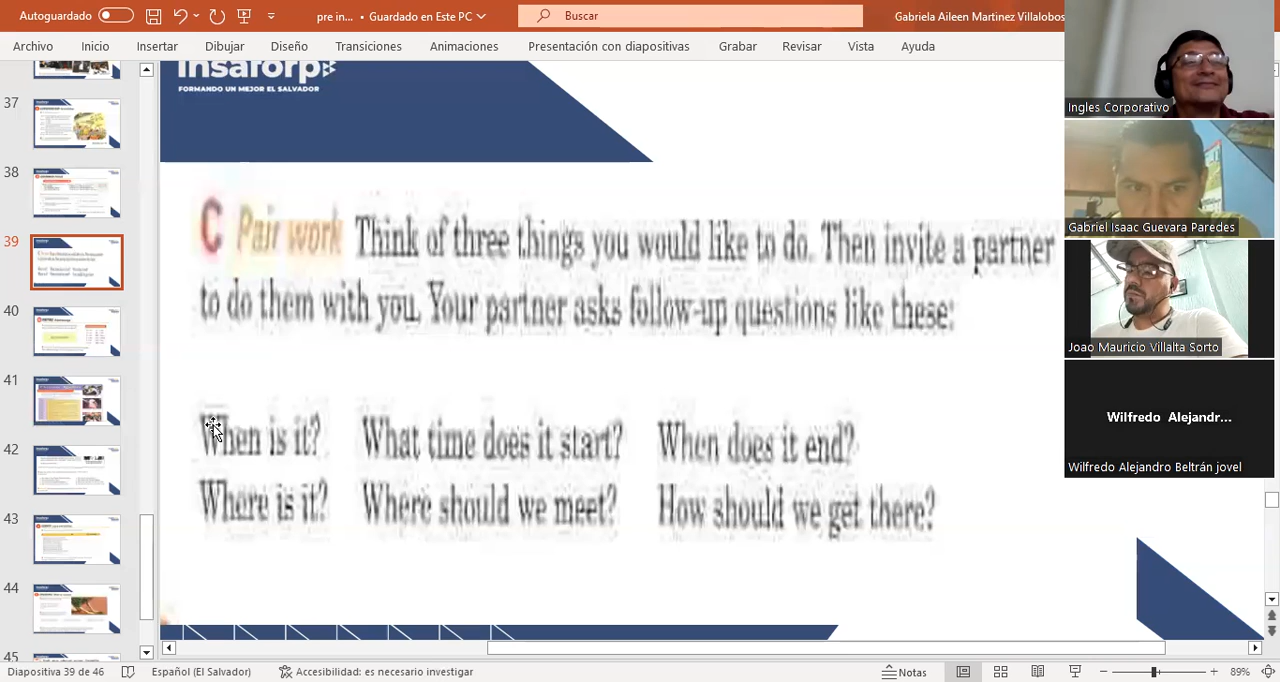 Autoguardado
pre in... • Guardado en Este PC
Buscar
Gabriela Aileen Martinez Villalobos
Archivo Inicio Insertar Dibujar Diseño Transiciones Animaciones Presentación con diapositivas Grabar Revisar Vista Ayuda
37
38
39
40
41
42
43
44
45
insaforp
FORMANDO UN MEJOR EL SALVADOR
C Pair work Think of three things you would like to do. Then invite a partner
to do them with you. Your partner asks follow-up questions like these:
When is it? What time does it start? When does it end?
Where is it? Where should we meet? How should we get there?
Ingles Corporativo
Gabriel Isaac Guevara Paredes
Joao Mauricio Villalta Sorto
Wilfredo Alejandr...
Wilfredo Alejandro Beltrán jovel
Diapositiva 39 de 46 Español (El Salvador) Accesibilidad: es necesario investigar Notas 89%